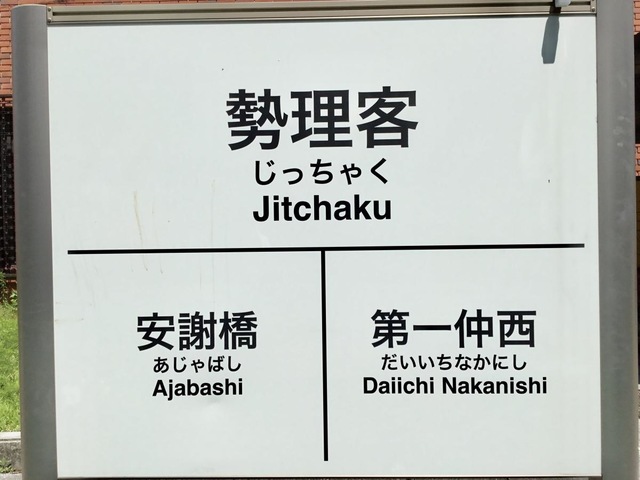 勢理客
じっちゃく
Jitchaku
安謝橋
あじゃばし
Ajabashi
第一仲西
だいいちなかにし
Daiichi Nakanishi